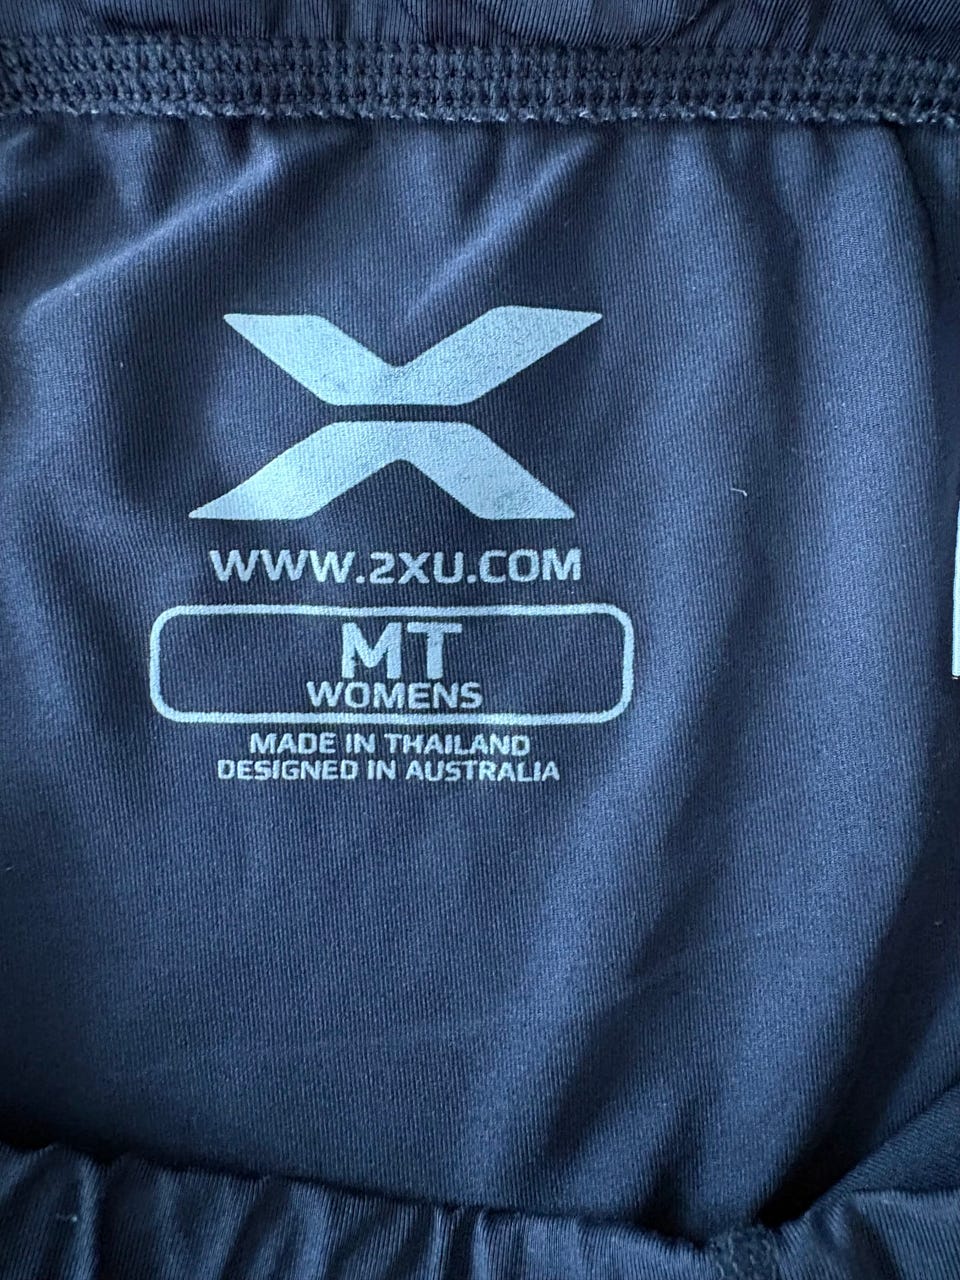 WWW.2XU.COM
MT
WOMENS
MADE IN THAILAND
DESIGNED IN AUSTRALIA